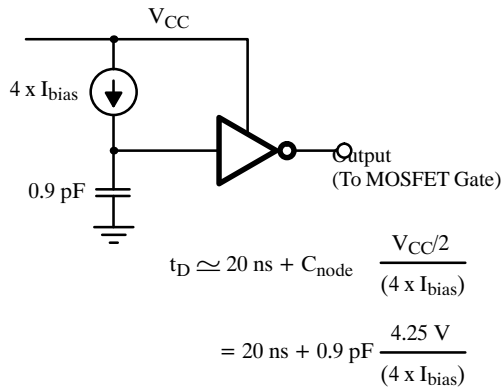 V_CC
4 x I_bias
0.9 pF
Output
(To MOSFET Gate)
t_D ≃ 20 ns + C_node (V_CC/2)/(4 x I_bias)
= 20 ns + 0.9 pF (4.25 V)/(4 x I_bias)